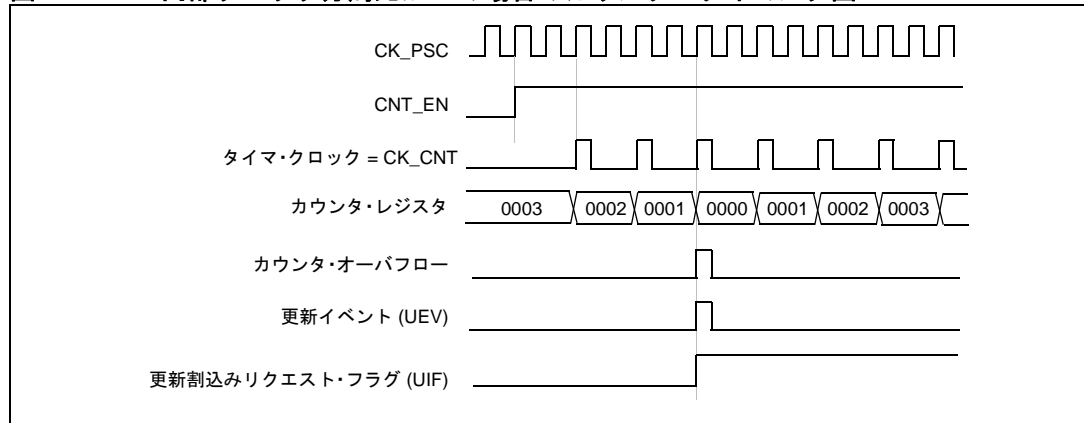 CK_PSC
CNT_EN
タイマ・クロック = CK_CNT
カウンタ・レジスタ 0003 0002 0001 0000 0001 0002 0003
カウンタ・オーバフロー
更新イベント (UEV)
更新割込みリクエスト・フラグ (UIF)